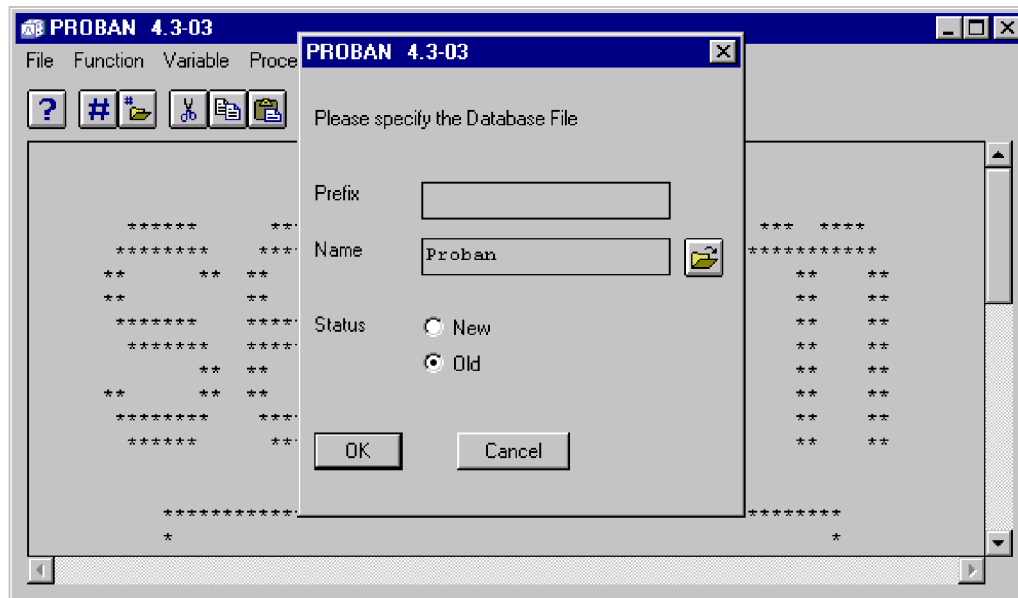 PROBAN 4.3-03
File Function Variable Proce
PROBAN 4.3-03
Please specify the Database File
Prefix
Name Proban
Status New
Old
OK Cancel